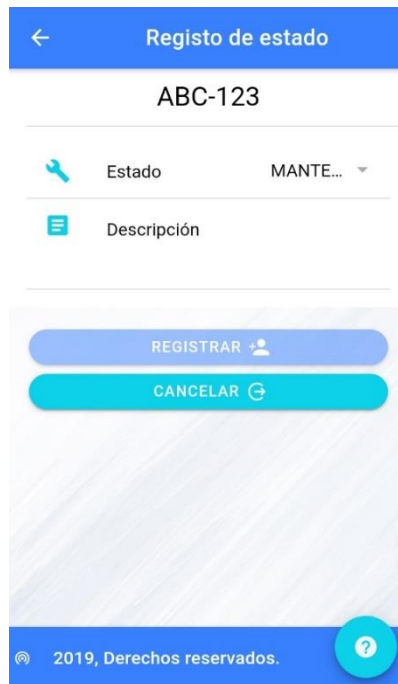 Registo de estado
ABC-123
Estado MANTE...
Descripción
REGISTRAR
CANCELAR
2019, Derechos reservados.
?